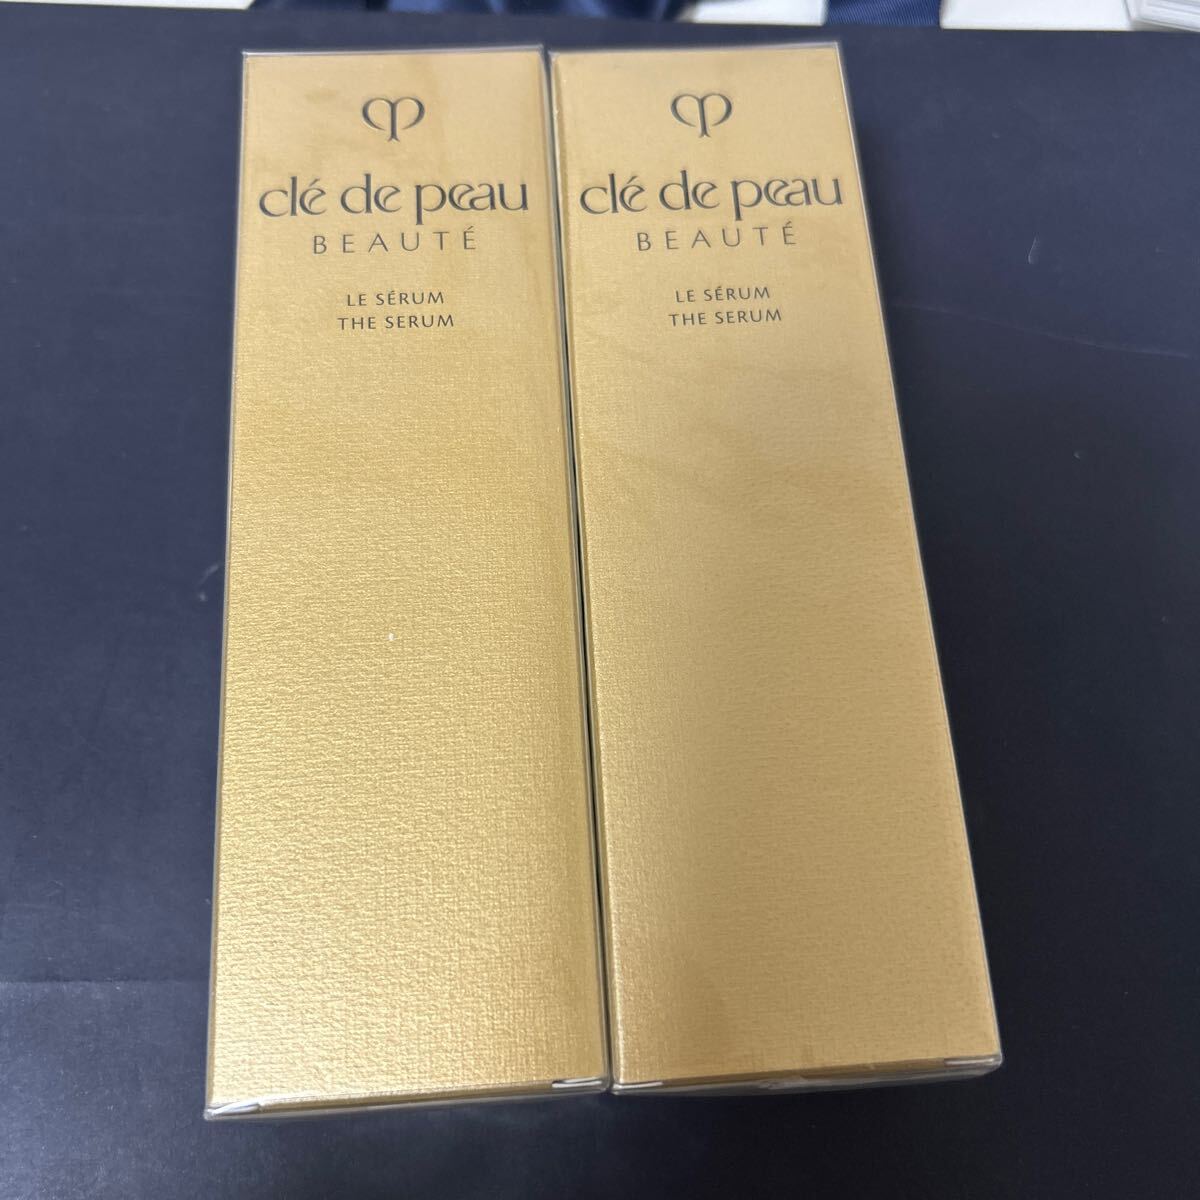 clé de peau
BEAUTÉ
LE SÉRUM
THE SERUM
clé de peau
BEAUTÉ
LE SÉRUM
THE SERUM